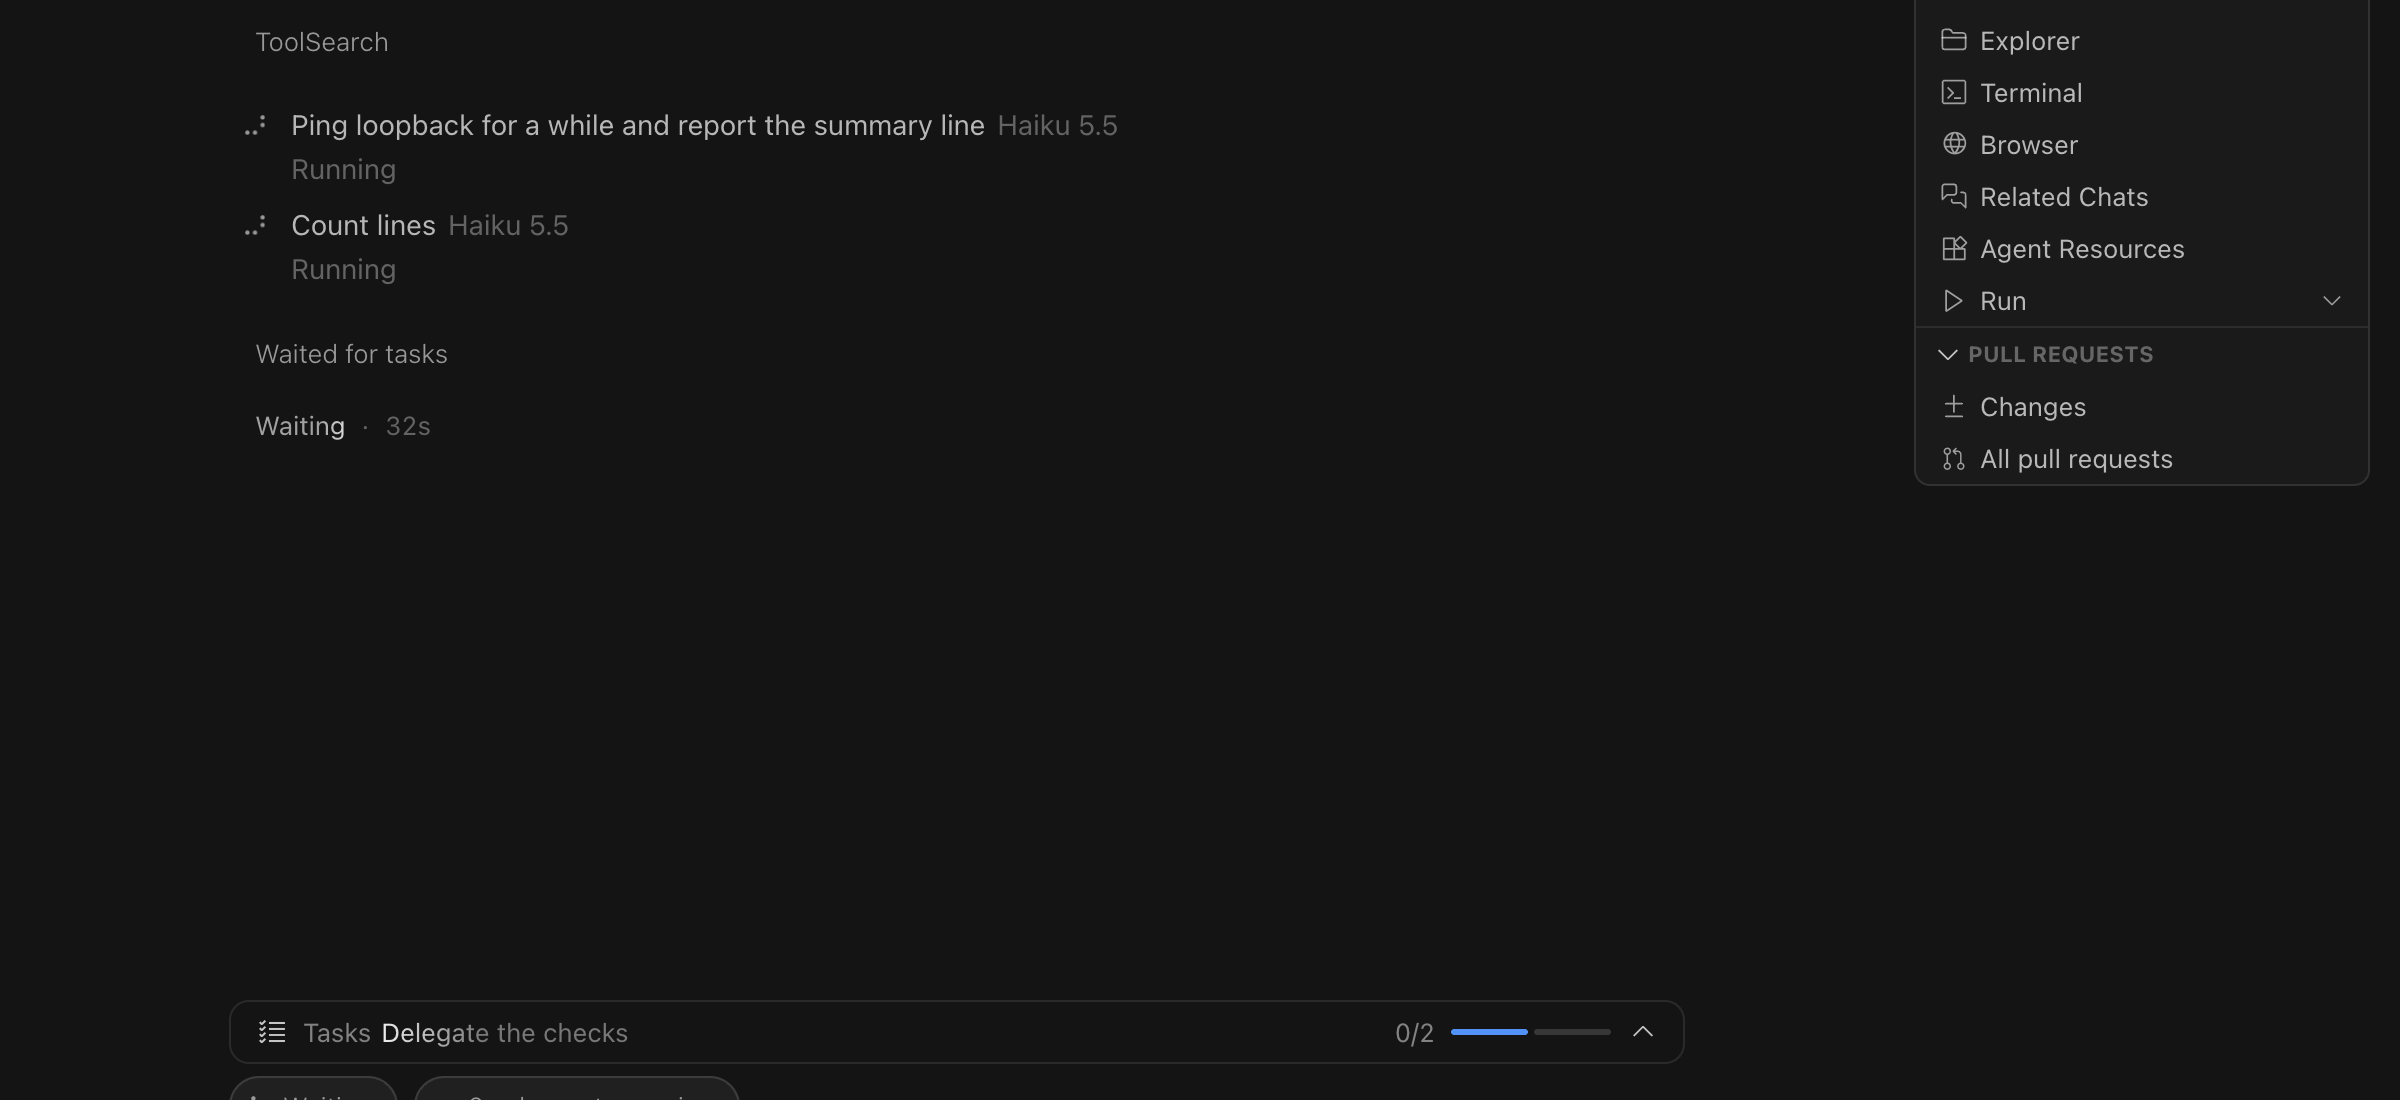 ToolSearch
Ping loopback for a while and report the summary line Haiku 5.5
Running
Count lines Haiku 5.5
Running
Waited for tasks
Waiting · 32s
Explorer
Terminal
Browser
Related Chats
Agent Resources
Run
PULL REQUESTS
Changes
All pull requests
Tasks Delegate the checks
0/2